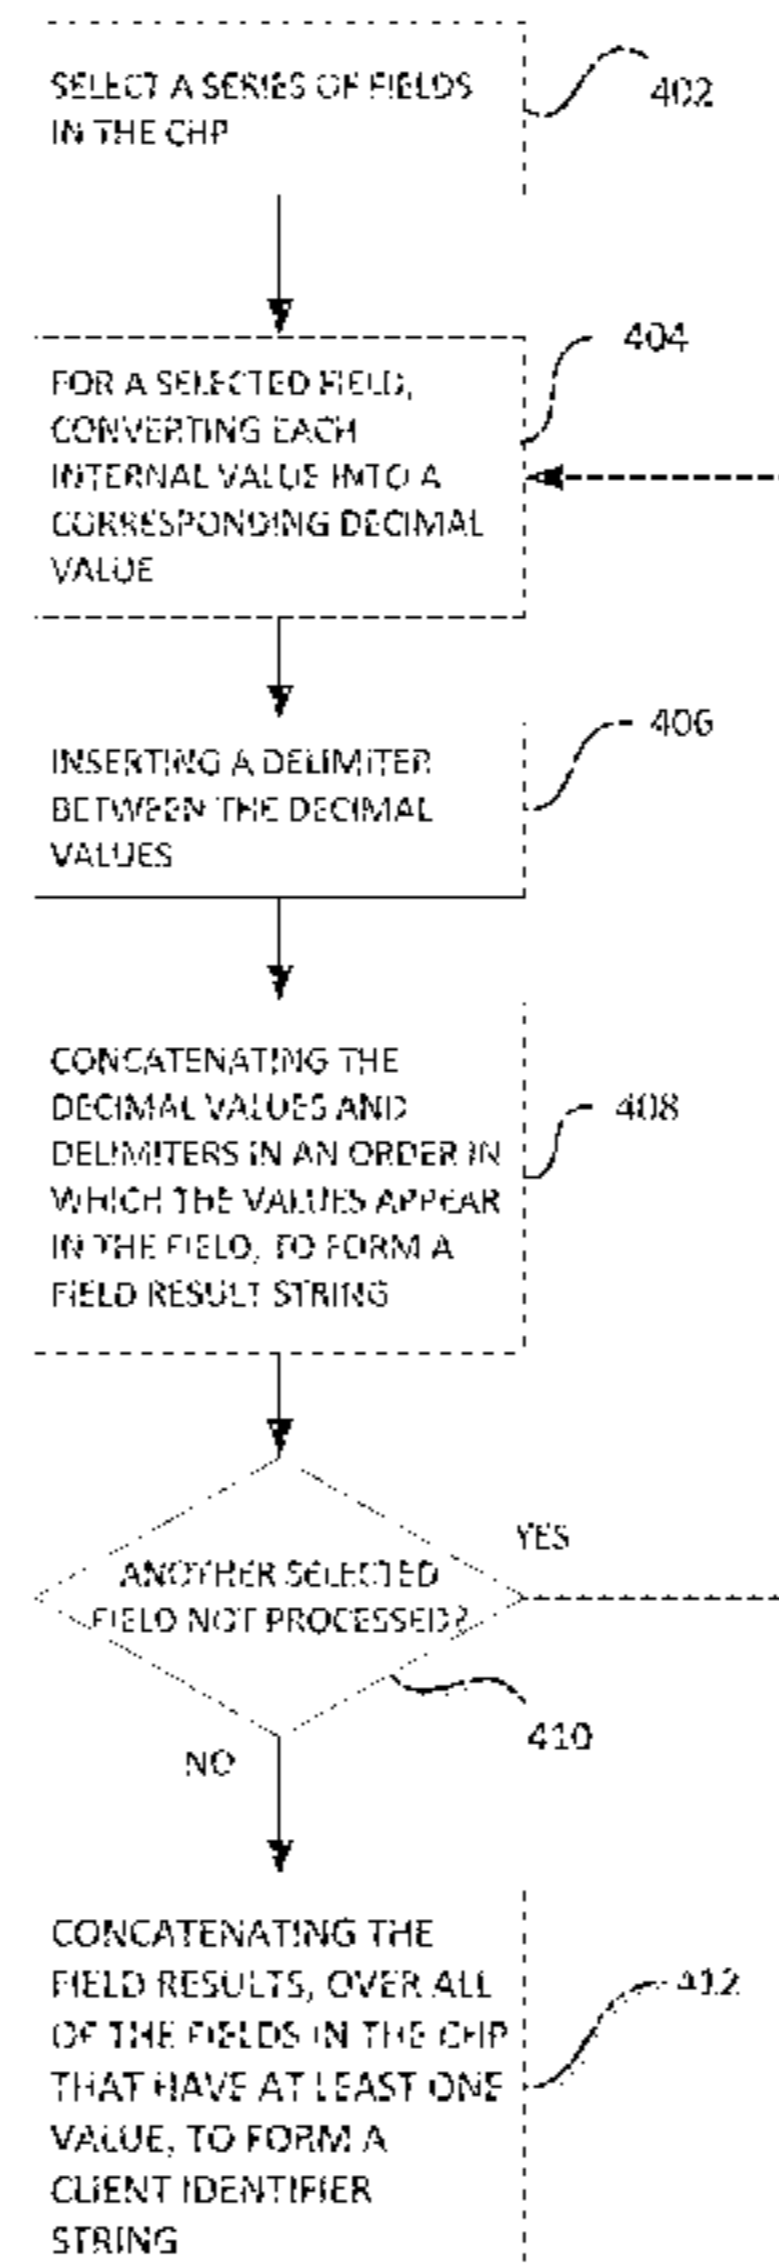 SELECT A SERIES OF FIELDS
IN THE CHP
402
404
FOR A SELECTED FIELD,
CONVERTING EACH
INTERNAL VALUE INTO A
CORRESPONDING DECIMAL
VALUE
406
INSERTING A DELIMITER
BETWEEN THE DECIMAL
VALUES
CONCATENATING THE
DECIMAL VALUES AND
DELIMITERS IN AN ORDER IN
WHICH THE VALUES APPEAR
IN THE FIELD, TO FORM A
FIELD RESULT STRING
408
YES
ANOTHER SELECTED
FIELD NOT PROCESSED?
410
NO
CONCATENATING THE
FIELD RESULTS, OVER ALL
OF THE FIELDS IN THE CHP
THAT HAVE AT LEAST ONE
VALUE, TO FORM A
CLIENT IDENTIFIER
STRING
412